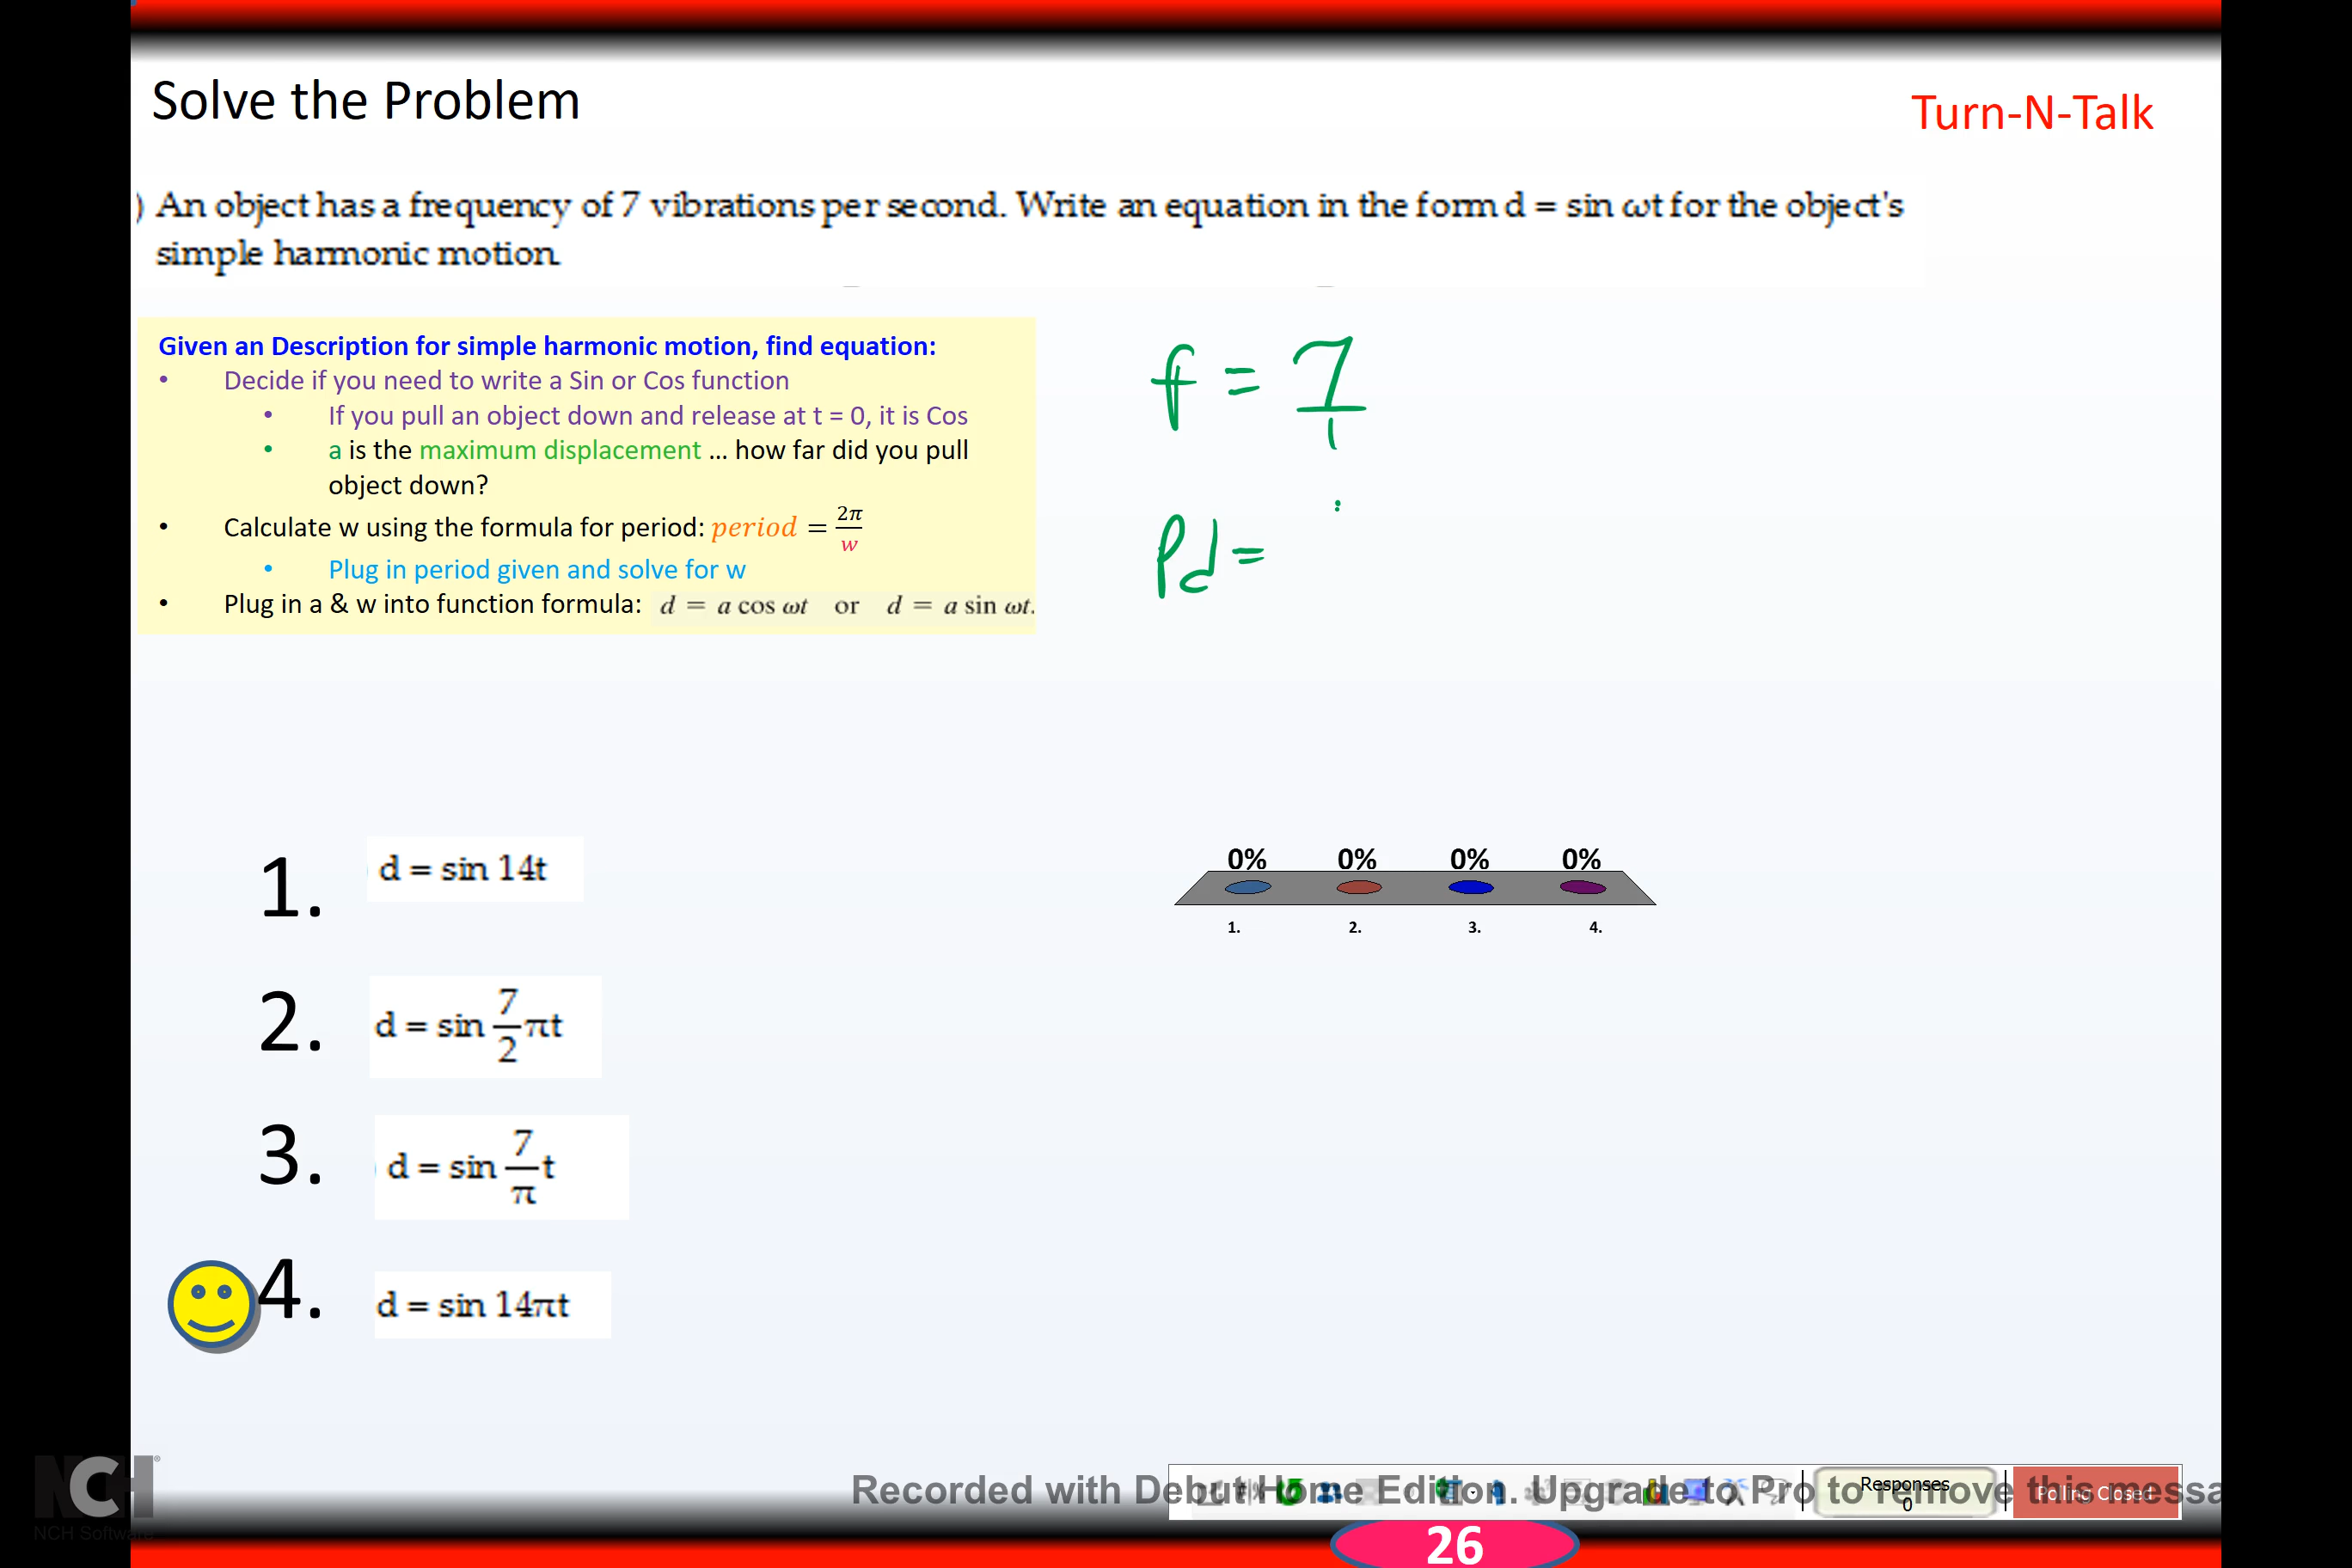 Solve the Problem
Turn-N-Talk
) An object has a frequency of 7 vibrations per second. Write an equation in the form d = sin ωt for the object's
simple harmonic motion.
Given an Description for simple harmonic motion, find equation:
• Decide if you need to write a Sin or Cos function
• If you pull an object down and release at t = 0, it is Cos
• a is the maximum displacement ... how far did you pull
object down?
• Calculate w using the formula for period: period = 2π/w
• Plug in period given and solve for w
• Plug in a & w into function formula: d = a cos ωt or d = a sin ωt.
f = 7/1
Pd =
1. d = sin 14t
2. d = sin 7/2 πt
3. d = sin 7/π t
4. d = sin 14πt
0% 0% 0% 0%
1. 2. 3. 4.
NCH®
NCH Software
Recorded with Debut Home Edition. Upgrade to Pro to remove this messa
Responses
0
Polling Closed
26